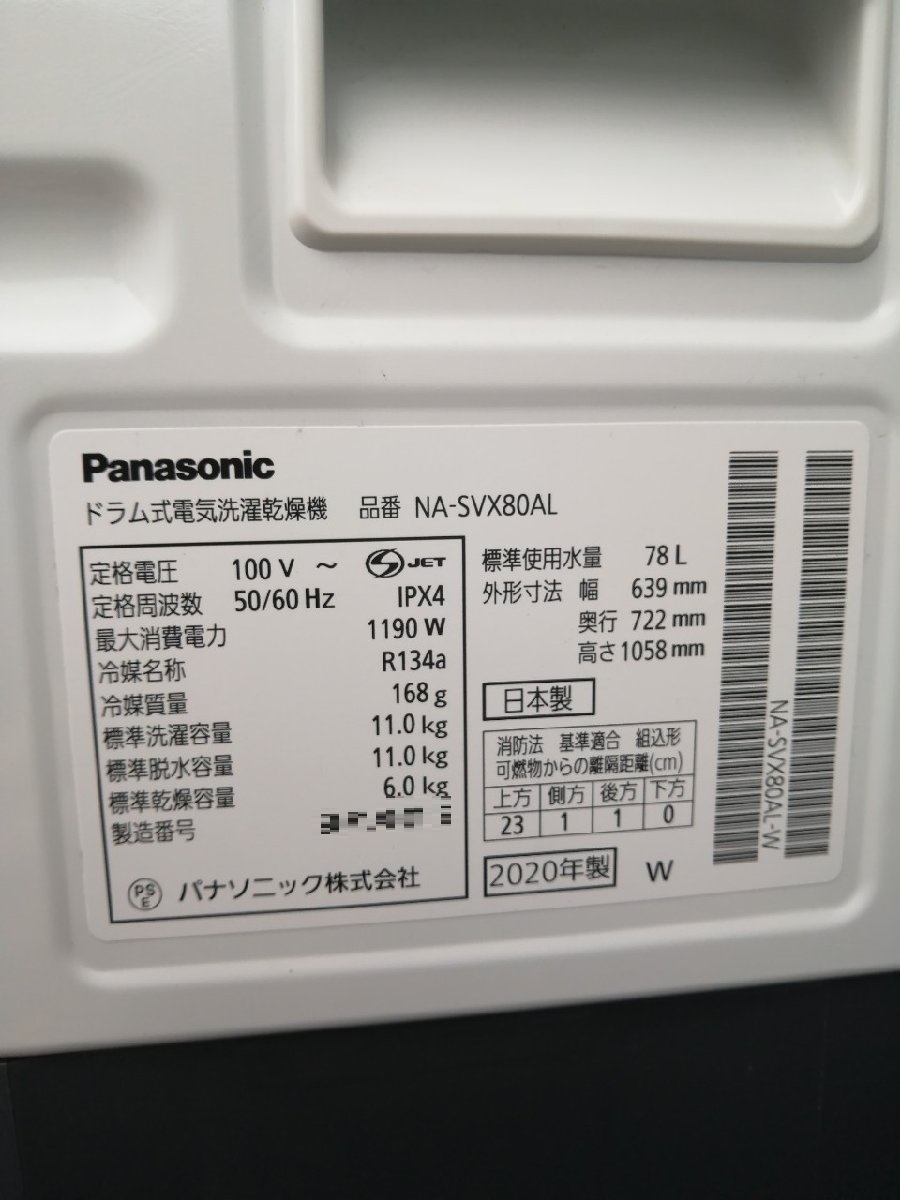 Panasonic
ドラム式電気洗濯乾燥機 品番 NA-SVX80AL
定格電圧 100 V ～ S JET
定格周波数 50/60 Hz IPX4
最大消費電力 1190 W
冷媒名称 R134a
冷媒質量 168 g
標準洗濯容量 11.0 kg
標準脱水容量 11.0 kg
標準乾燥容量 6.0 kg
製造番号
PS E パナソニック株式会社
標準使用水量 78 L
外形寸法 幅 639 mm
奥行 722 mm
高さ 1058 mm
日本製
消防法 基準適合 組込形
可燃物からの離隔距離(cm)
上方 側方 後方 下方
23 1 1 0
2020年製 W
NA-SVX80AL-W